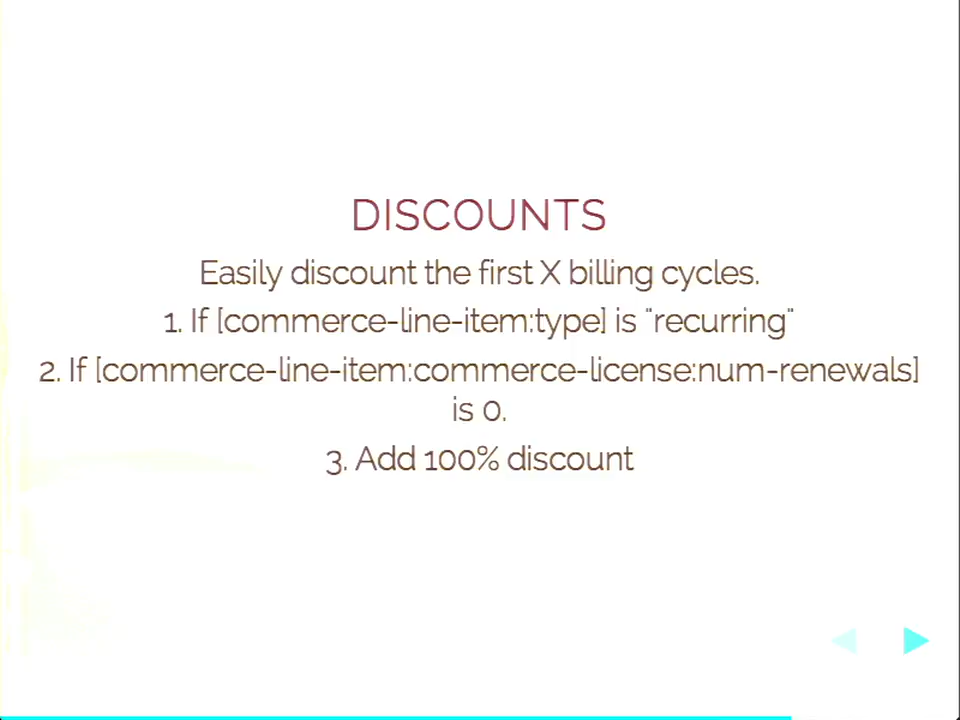 DISCOUNTS
Easily discount the first X billing cycles.
1. If [commerce-line-item:type] is "recurring"
2. If [commerce-line-item:commerce-license:num-renewals]
is 0.
3. Add 100% discount